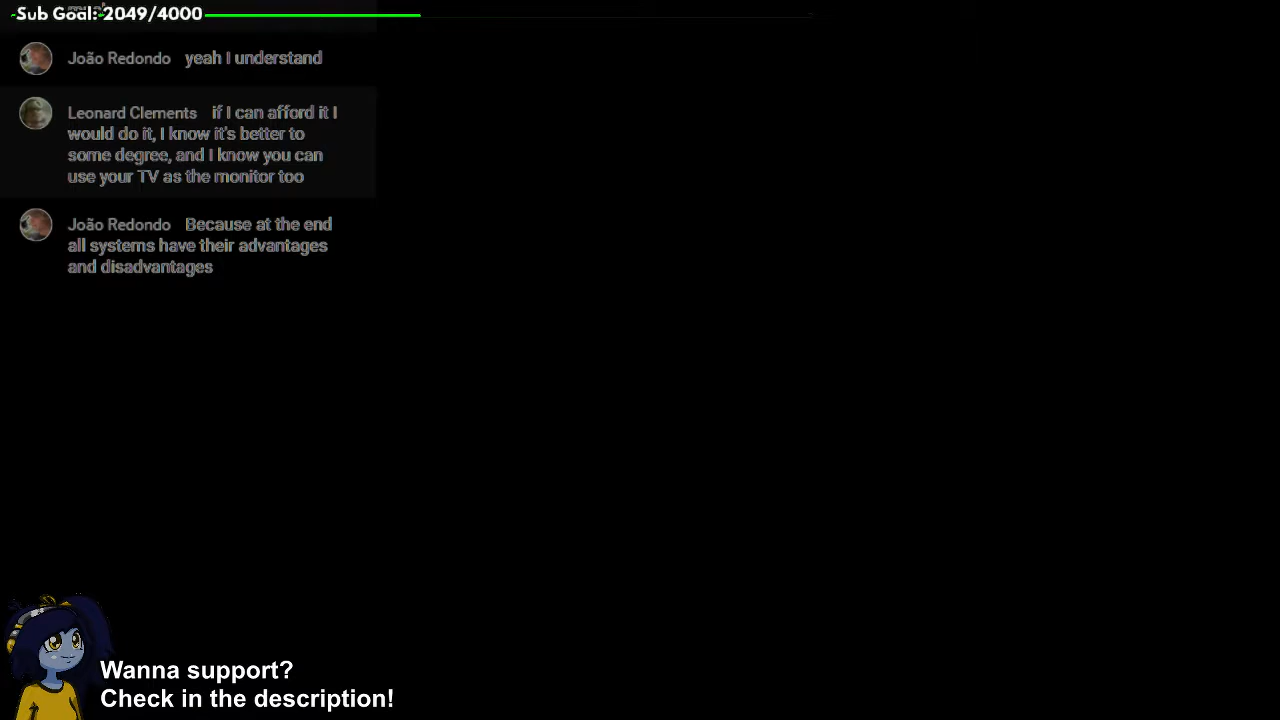 Sub Goal: 2049/4000
João Redondo yeah I understand
Leonard Clements if I can afford it I
would do it, I know it's better to
some degree, and I know you can
use your TV as the monitor too
João Redondo Because at the end
all systems have their advantages
and disadvantages
Wanna support?
Check in the description!